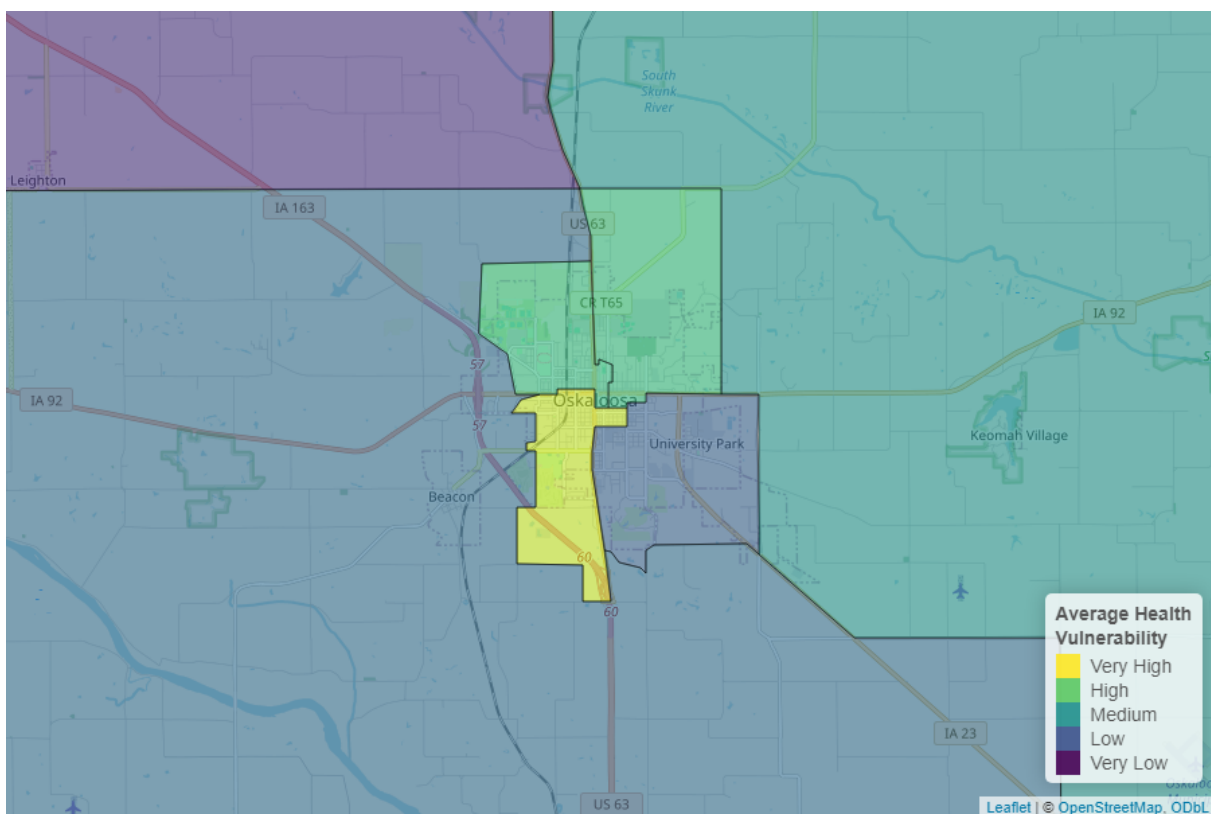 South
Skunk
River
Leighton
IA 163
US 63
CR T65
IA 92
57
IA 92
Oskaloosa
57
University Park
Keomah Village
Beacon
60
60
IA 23
US 63
Average Health
Vulnerability
Very High
High
Medium
Low
Very Low
Leaflet | © OpenStreetMap, ODbL